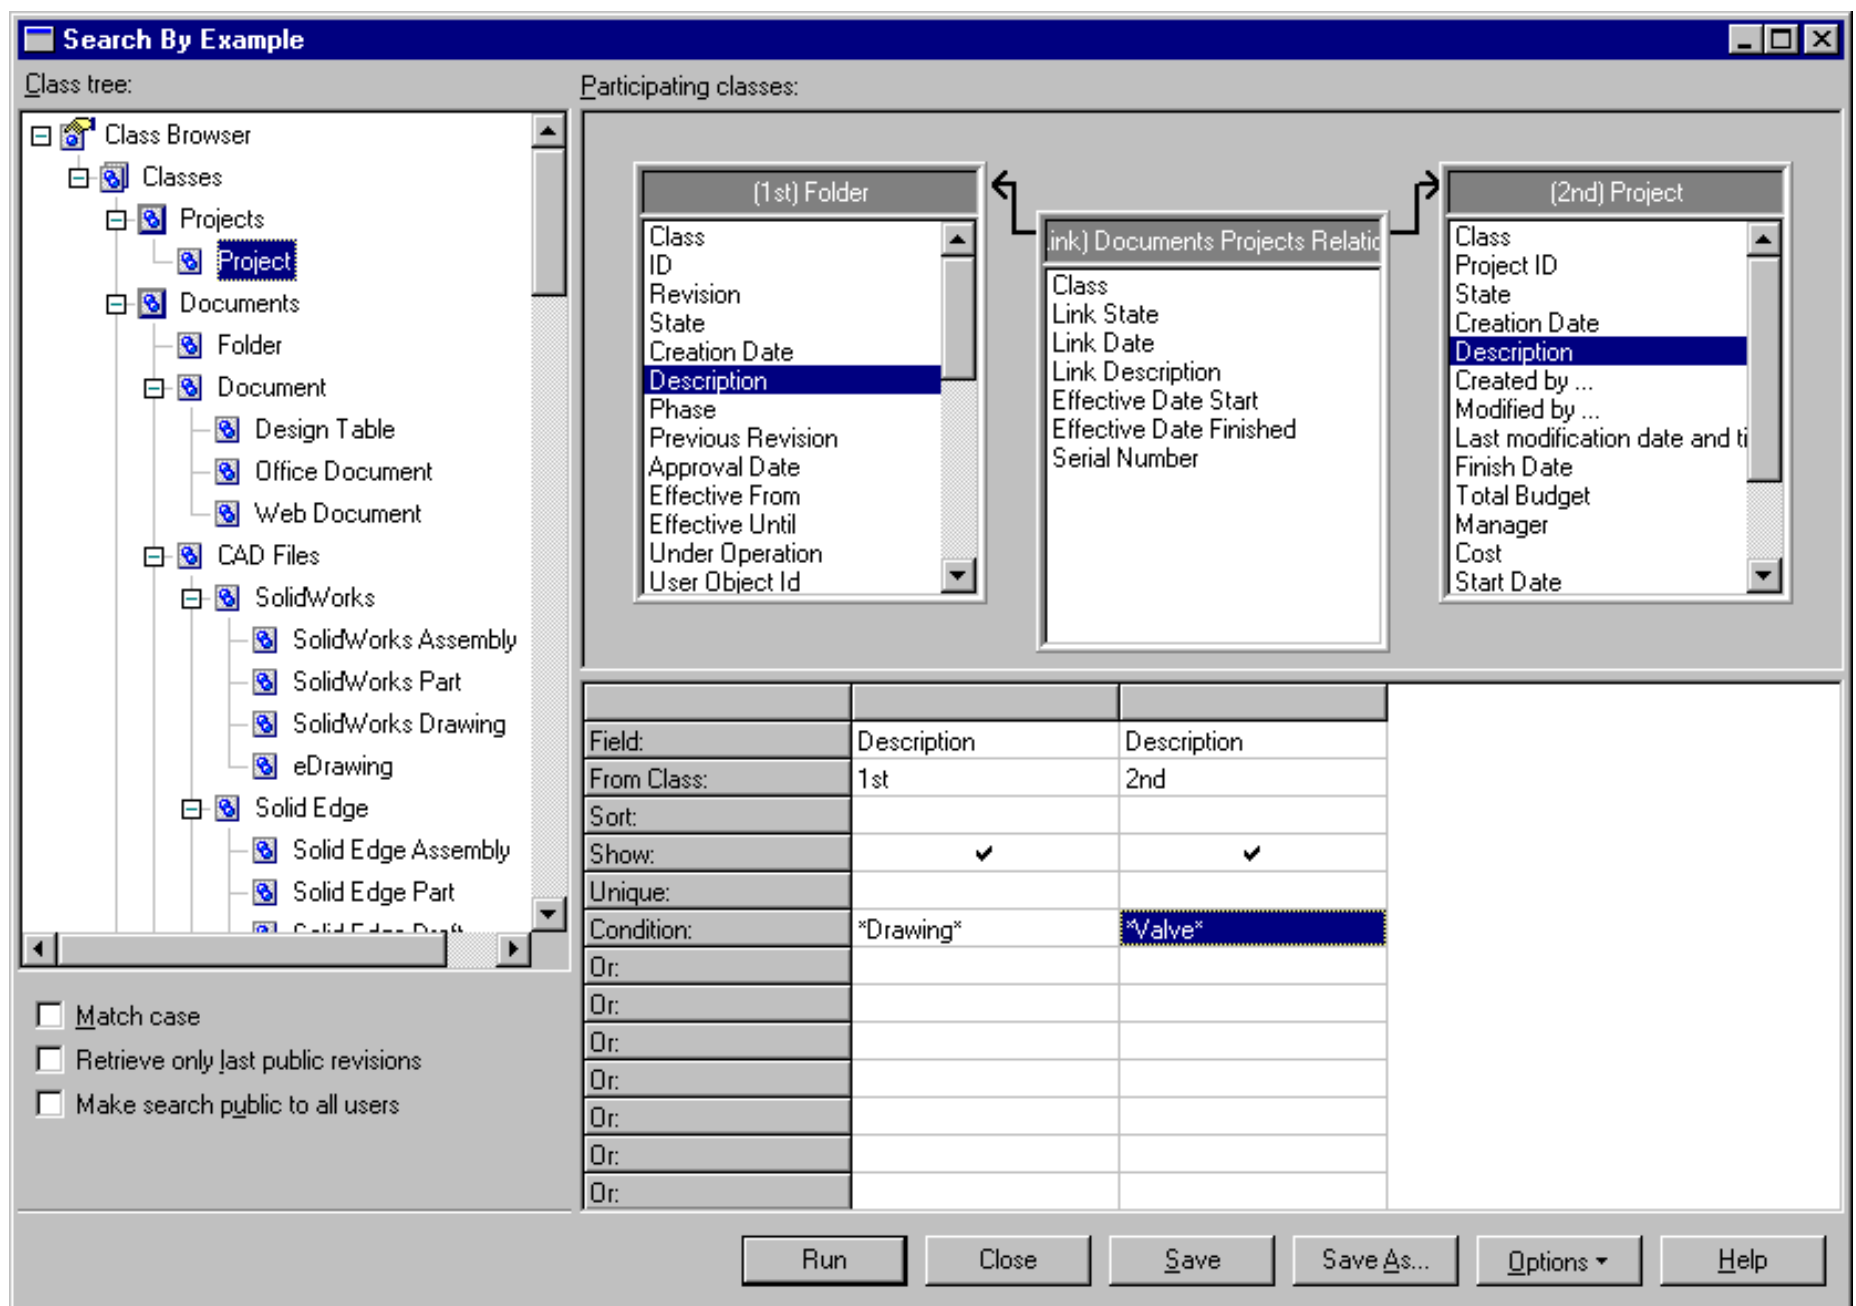 Search By Example
Class tree:
Class Browser
Classes
Projects
Project
Documents
Folder
Document
Design Table
Office Document
Web Document
CAD Files
SolidWorks
SolidWorks Assembly
SolidWorks Part
SolidWorks Drawing
eDrawing
Solid Edge
Solid Edge Assembly
Solid Edge Part
Solid Edge Draft
Match case
Retrieve only last public revisions
Make search public to all users
Participating classes:
(1st) Folder
Class
ID
Revision
State
Creation Date
Description
Phase
Previous Revision
Approval Date
Effective From
Effective Until
Under Operation
User Object Id
ink) Documents Projects Relatio
Class
Link State
Link Date
Link Description
Effective Date Start
Effective Date Finished
Serial Number
(2nd) Project
Class
Project ID
State
Creation Date
Description
Created by ...
Modified by ...
Last modification date and ti
Finish Date
Total Budget
Manager
Cost
Start Date
Field: Description Description
From Class: 1st 2nd
Sort:
Show:
Unique:
Condition: *Drawing* *Valve*
Or:
Or:
Or:
Or:
Or:
Or:
Or:
Run Close Save Save As... Options Help